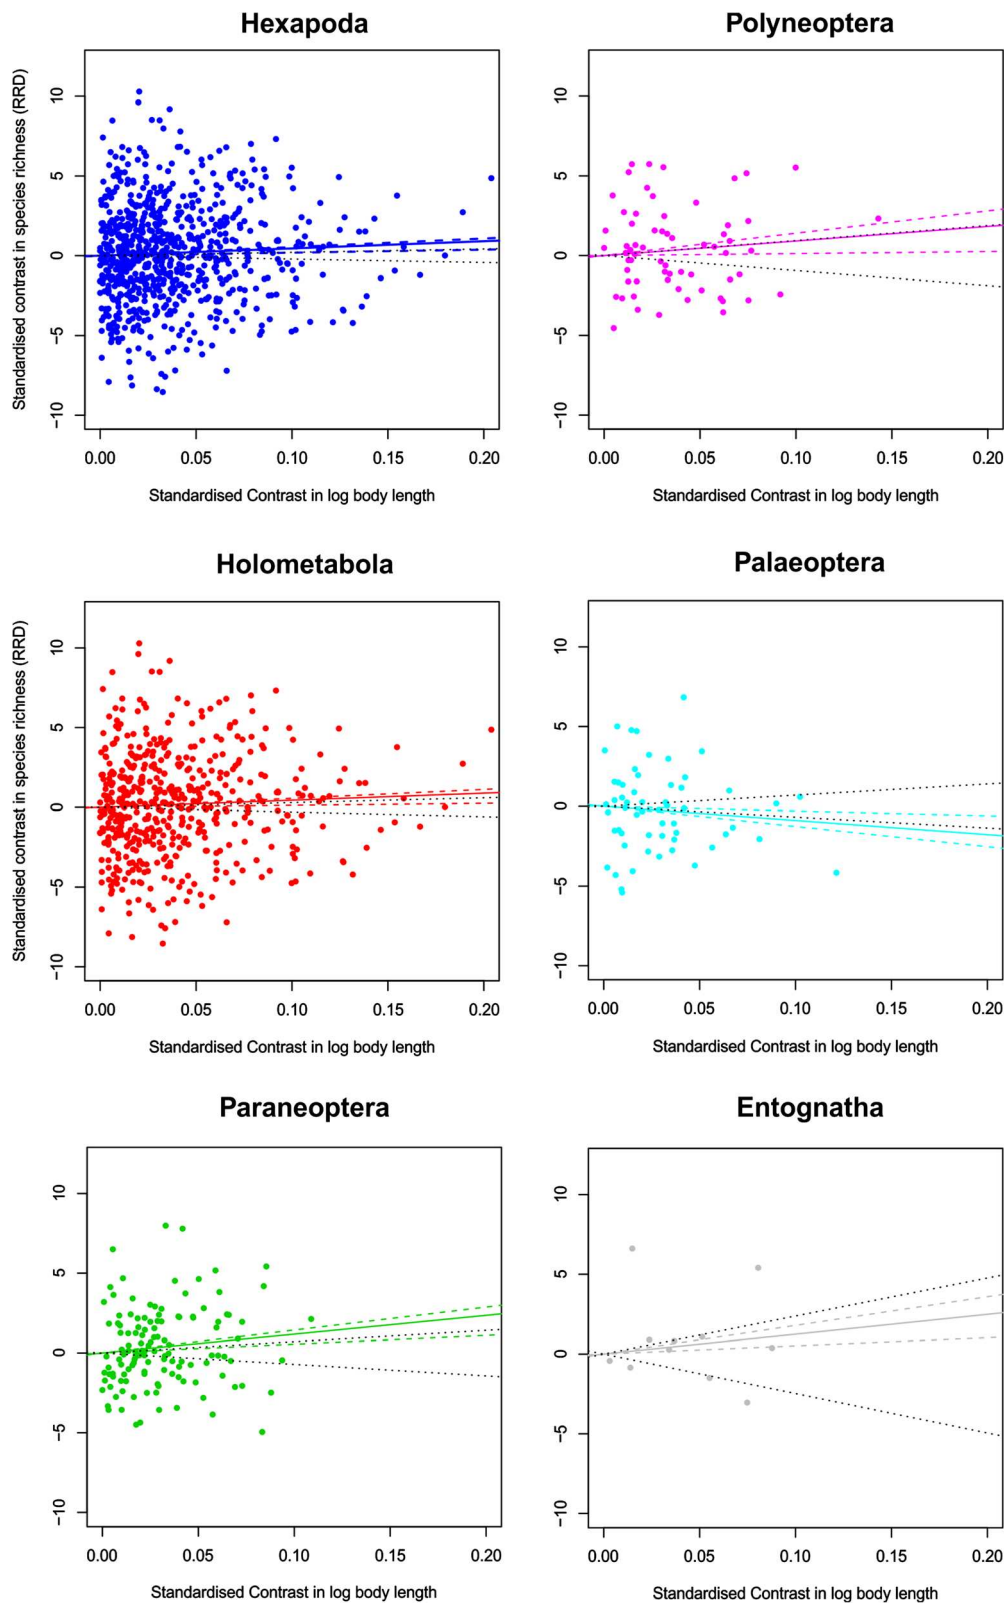 Hexapoda
Standardised contrast in species richness (RRD)
10
5
0
−5
−10
0.00 0.05 0.10 0.15 0.20
Standardised Contrast in log body length
Polyneoptera
10
5
0
−5
−10
0.00 0.05 0.10 0.15 0.20
Standardised Contrast in log body length
Holometabola
Standardised contrast in species richness (RRD)
10
5
0
−5
−10
0.00 0.05 0.10 0.15 0.20
Standardised Contrast in log body length
Palaeoptera
10
5
0
−5
−10
0.00 0.05 0.10 0.15 0.20
Standardised Contrast in log body length
Paraneoptera
10
5
0
−5
−10
0.00 0.05 0.10 0.15 0.20
Standardised Contrast in log body length
Entognatha
10
5
0
−5
−10
0.00 0.05 0.10 0.15 0.20
Standardised Contrast in log body length